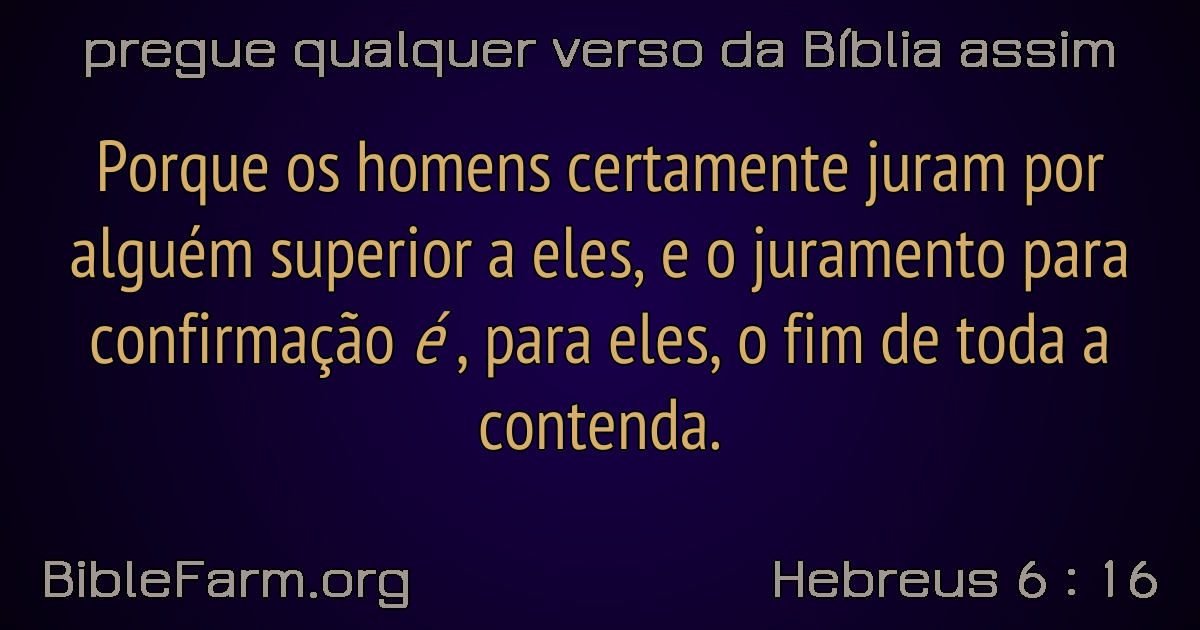 pregue qualquer verso da Bíblia assim
Porque os homens certamente juram por
alguém superior a eles, e o juramento para
confirmação é , para eles, o fim de toda a
contenda.
BibleFarm.org
Hebreus 6 : 16